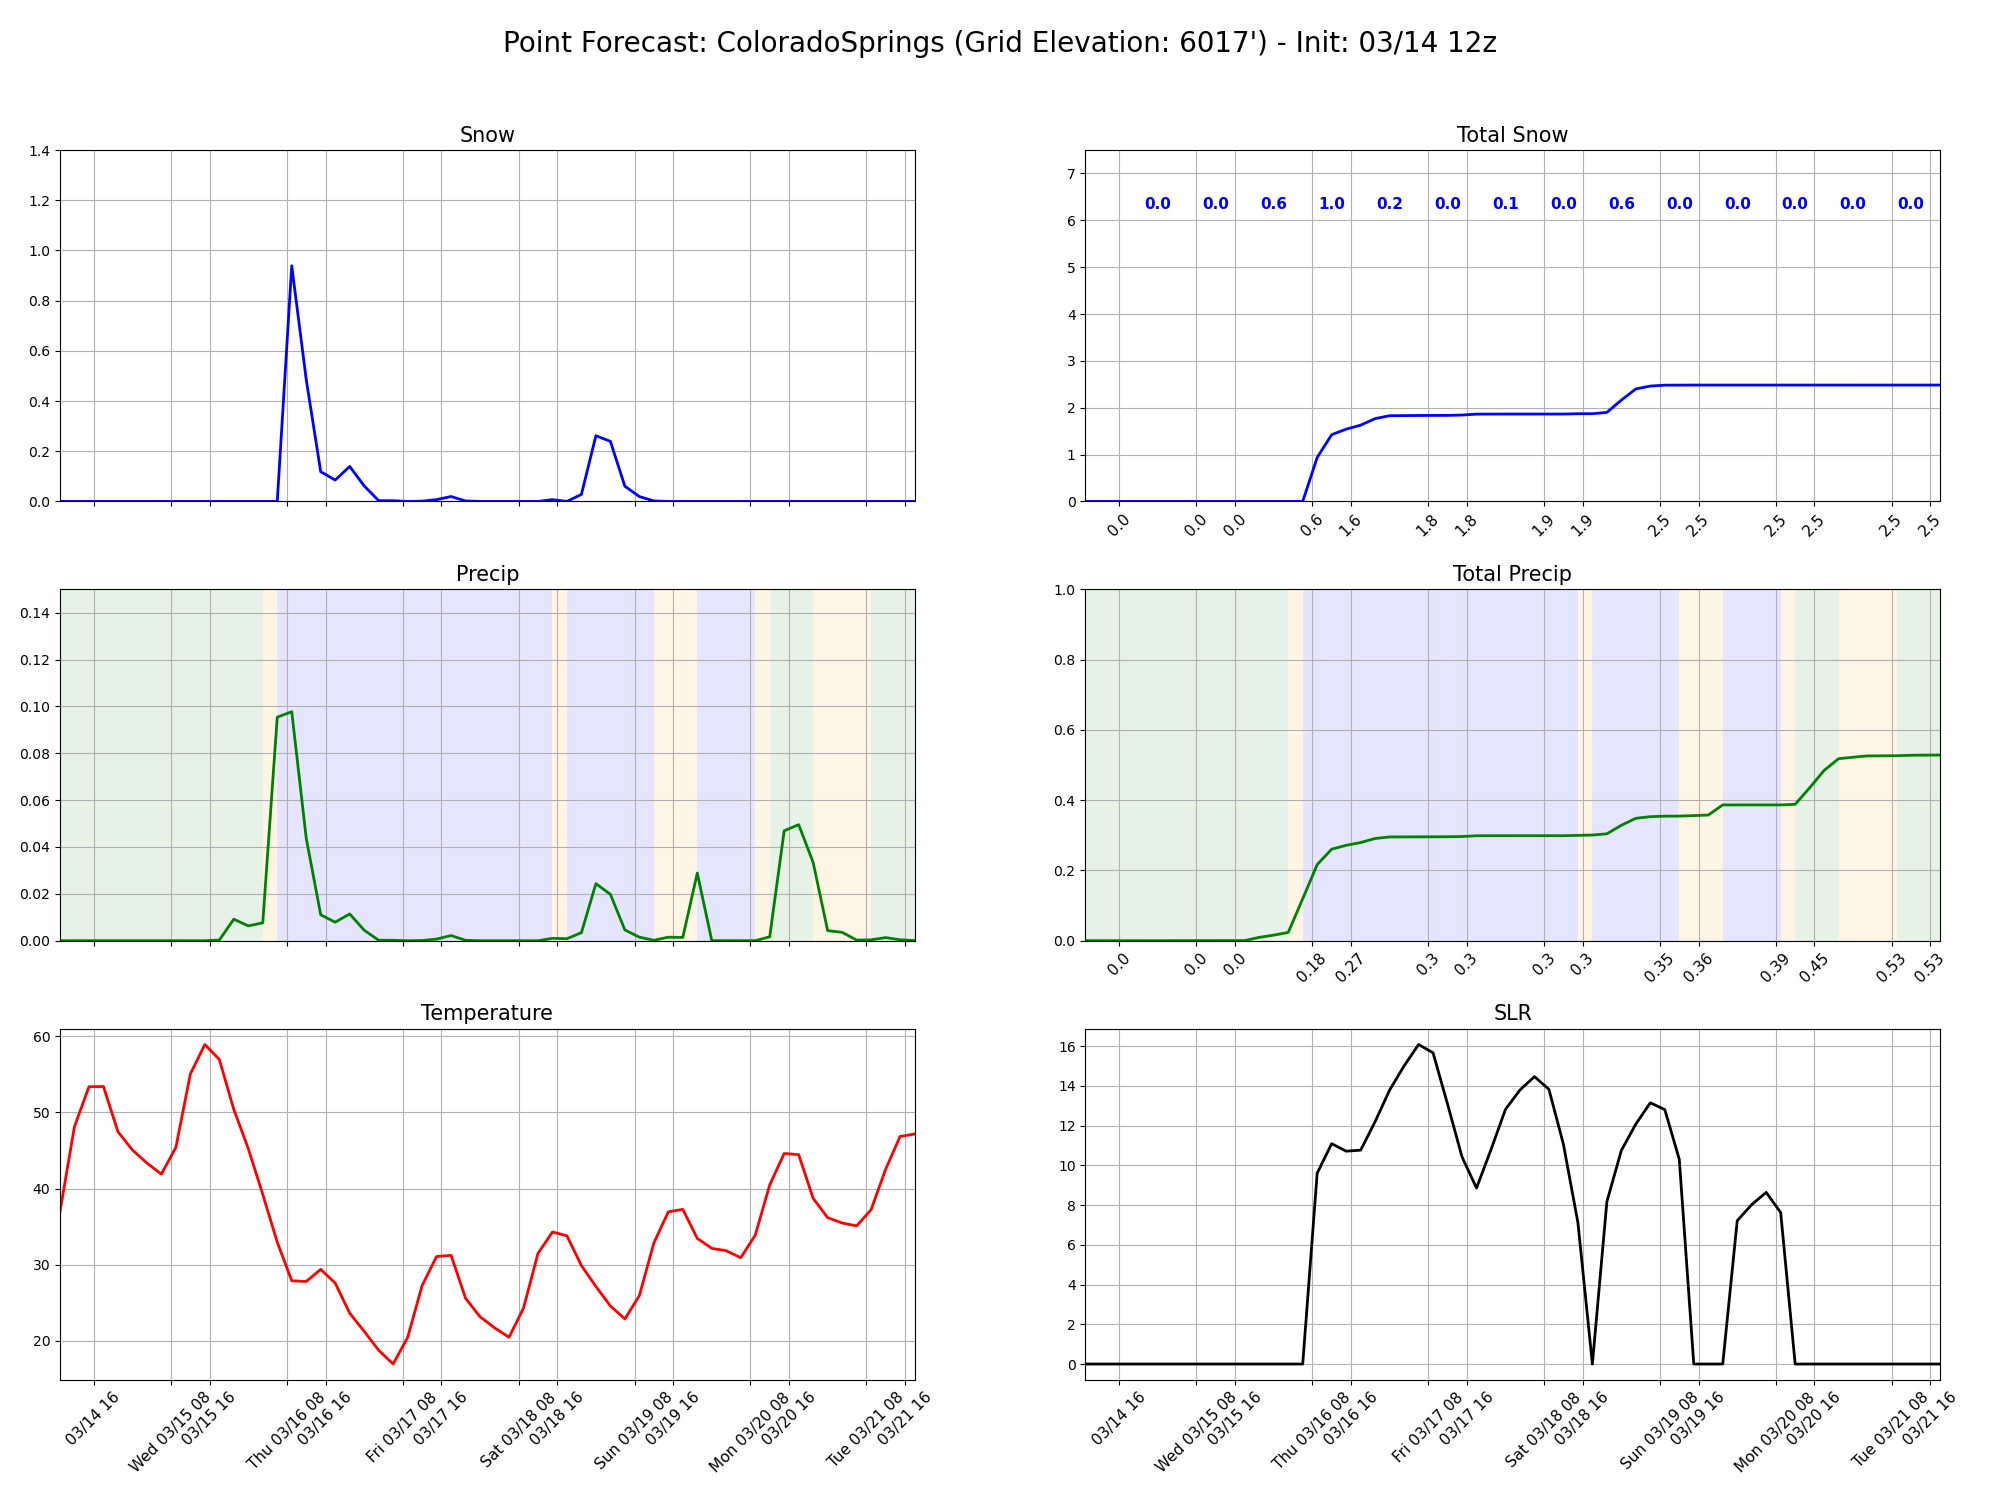 Point Forecast: ColoradoSprings (Grid Elevation: 6017') - Init: 03/14 12z
Snow
1.4
1.2
1.0
0.8
0.6
0.4
0.2
0.0
Total Snow
7
6
5
4
3
2
1
0
0.0 0.0 0.6 1.0 0.2 0.0 0.1 0.0 0.6 0.0 0.0 0.0 0.0 0.0
0.0 0.0 0.0 0.6 1.6 1.8 1.8 1.9 1.9 2.5 2.5 2.5 2.5 2.5 2.5
Precip
0.14
0.12
0.10
0.08
0.06
0.04
0.02
0.00
Total Precip
1.0
0.8
0.6
0.4
0.2
0.0
0.0 0.0 0.0 0.18 0.27 0.3 0.3 0.3 0.3 0.35 0.36 0.39 0.45 0.53 0.53
Temperature
60
50
40
30
20
03/14 16
Wed 03/15 08
03/15 16
Thu 03/16 08
03/16 16
Fri 03/17 08
03/17 16
Sat 03/18 08
03/18 16
Sun 03/19 08
03/19 16
Mon 03/20 08
03/20 16
Tue 03/21 08
03/21 16
SLR
16
14
12
10
8
6
4
2
0
03/14 16
Wed 03/15 08
03/15 16
Thu 03/16 08
03/16 16
Fri 03/17 08
03/17 16
Sat 03/18 08
03/18 16
Sun 03/19 08
03/19 16
Mon 03/20 08
03/20 16
Tue 03/21 08
03/21 16